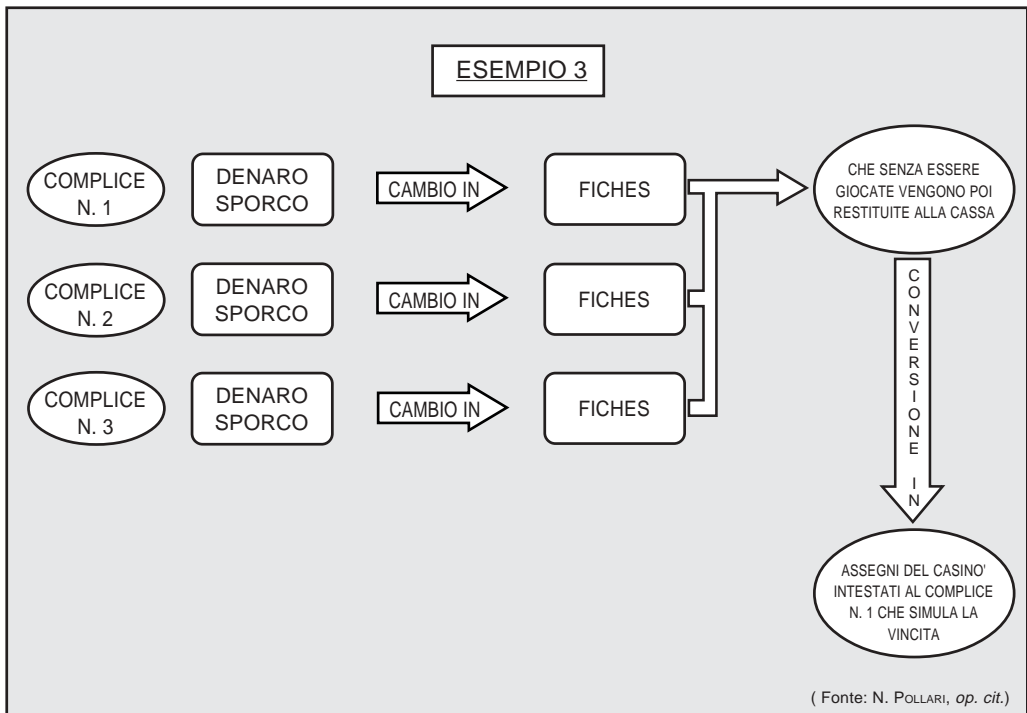 ESEMPIO 3
COMPLICE
N. 1
DENARO
SPORCO
CAMBIO IN
FICHES
CHE SENZA ESSERE
GIOCATE VENGONO POI
RESTITUITE ALLA CASSA
COMPLICE
N. 2
DENARO
SPORCO
CAMBIO IN
FICHES
COMPLICE
N. 3
DENARO
SPORCO
CAMBIO IN
FICHES
CONVERSIONE IN
ASSEGNI DEL CASINO'
INTESTATI AL COMPLICE
N. 1 CHE SIMULA LA
VINCITA
( Fonte: N. POLLARI, op. cit.)